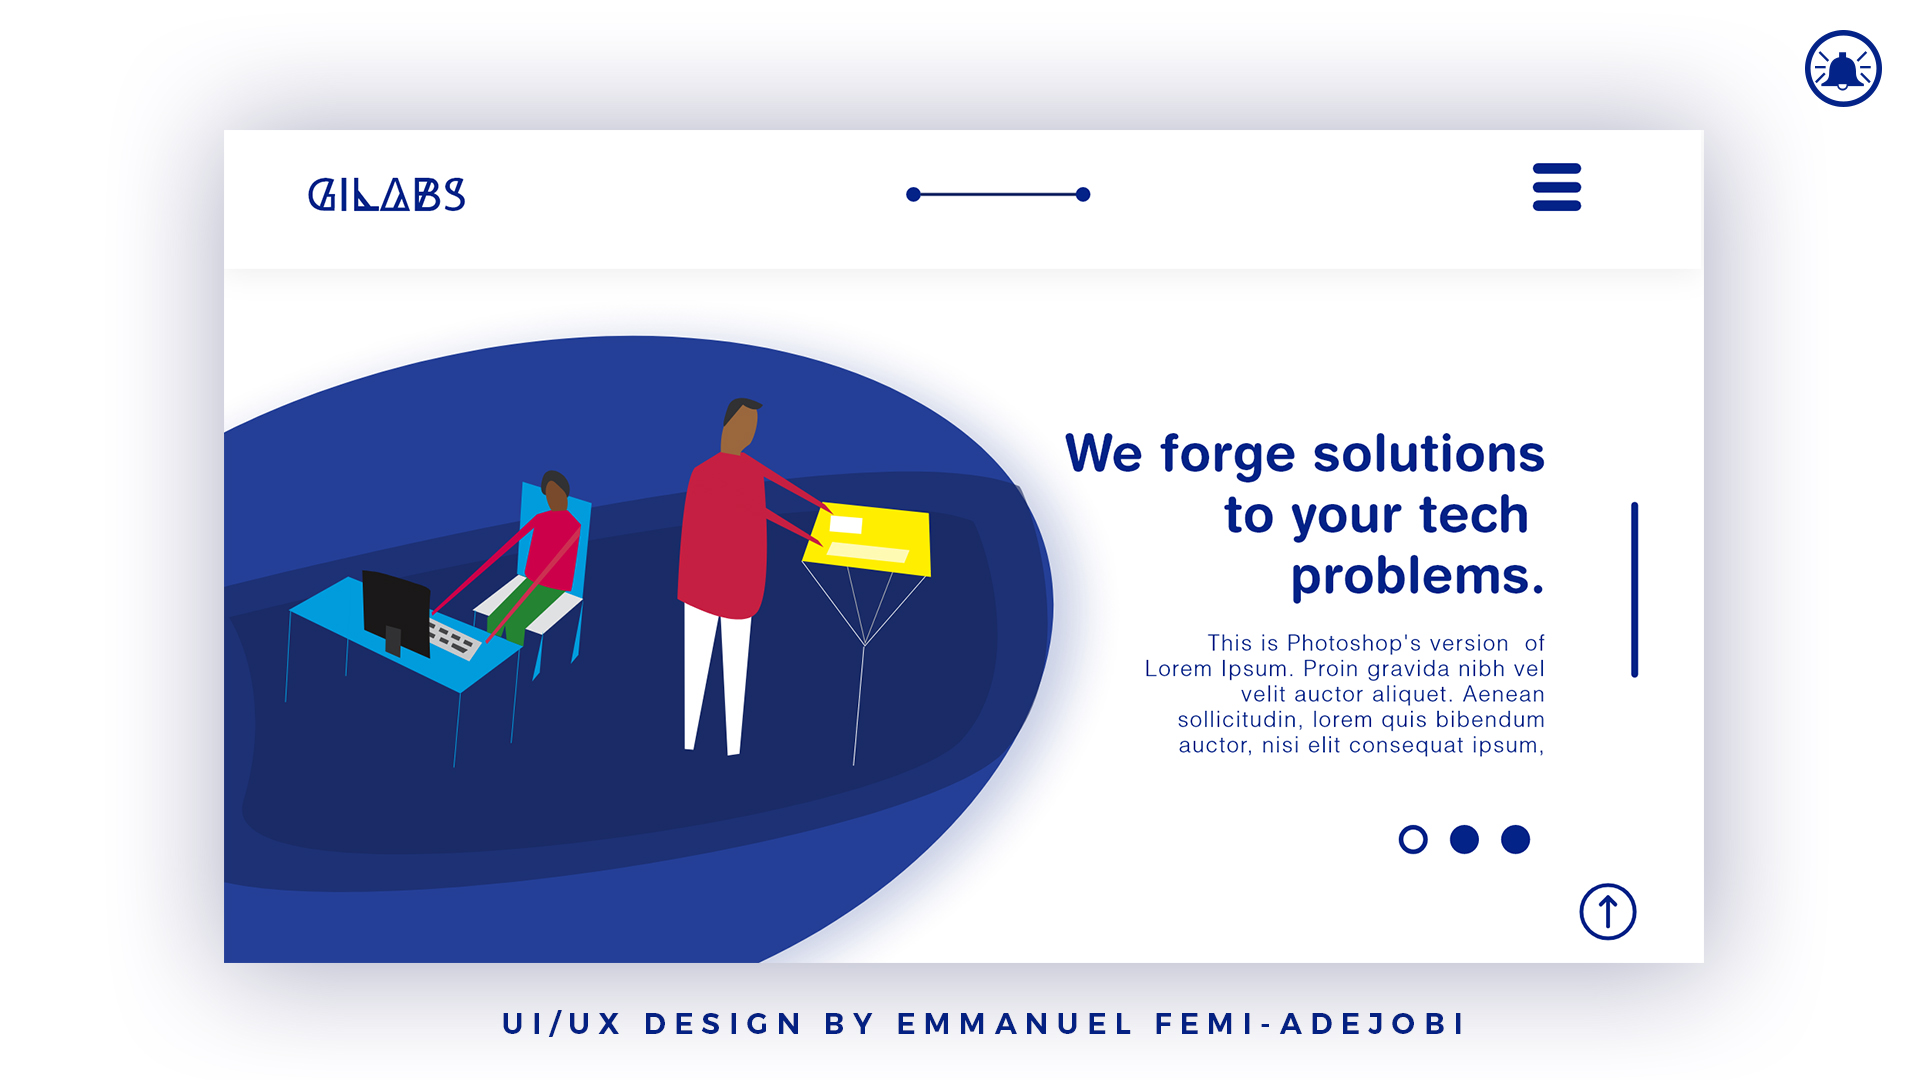 GILABS
We forge solutions
to your tech
problems.
This is Photoshop's version  of
Lorem Ipsum. Proin gravida nibh vel
velit auctor aliquet. Aenean
sollicitudin, lorem quis bibendum
auctor, nisi elit consequat ipsum,
UI/UX DESIGN BY EMMANUEL FEMI-ADEJOBI